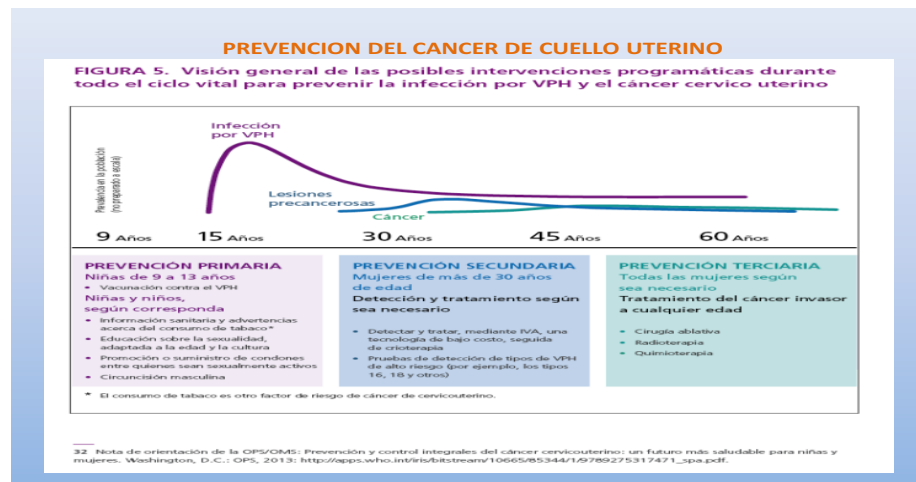 PREVENCION DEL CANCER DE CUELLO UTERINO
FIGURA 5. Visión general de las posibles intervenciones programáticas durante
todo el ciclo vital para prevenir la infección por VPH y el cáncer cervico uterino
Prevalencia en la población
(no preparado a escala)
Infección
por VPH
Lesiones
precancerosas
Cáncer
9 Años 15 Años 30 Años 45 Años 60 Años
PREVENCIÓN PRIMARIA
Niñas de 9 a 13 años
• Vacunación contra el VPH
Niñas y niños,
según corresponda
• Información sanitaria y advertencias
acerca del consumo de tabaco*
• Educación sobre la sexualidad,
adaptada a la edad y la cultura
• Promoción o suministro de condones
entre quienes sean sexualmente activos
• Circuncisión masculina
PREVENCIÓN SECUNDARIA
Mujeres de más de 30 años
de edad
Detección y tratamiento según
sea necesario
• Detectar y tratar, mediante IVA, una
tecnología de bajo costo, seguida
de crioterapia
• Pruebas de detección de tipos de VPH
de alto riesgo (por ejemplo, los tipos
16, 18 y otros)
PREVENCIÓN TERCIARIA
Todas las mujeres según
sea necesario
Tratamiento del cáncer invasor
a cualquier edad
• Cirugía ablativa
• Radioterapia
• Quimioterapia
* El consumo de tabaco es otro factor de riesgo de cáncer de cervicouterino.
32 Nota de orientación de la OPS/OMS: Prevención y control integrales del cáncer cervicouterino: un futuro más saludable para niñas y
mujeres. Washington, D.C.: OPS, 2013: http://apps.who.int/iris/bitstream/10665/85344/1/9789275317471_spa.pdf.